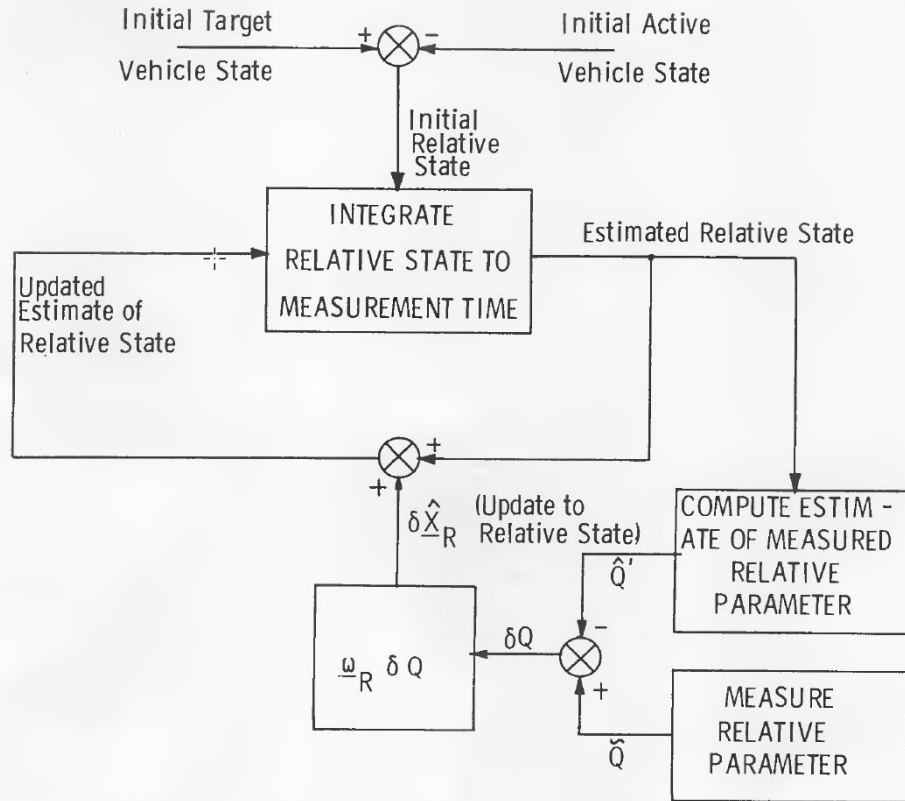 Initial Target
Vehicle State
+
-
Initial Active
Vehicle State
Initial
Relative
State
INTEGRATE
RELATIVE STATE TO
MEASUREMENT TIME
Estimated Relative State
Updated
Estimate of
Relative State
+
+
δX̂_R
(Update to
Relative State)
COMPUTE ESTIM -
ATE OF MEASURED
RELATIVE
PARAMETER
Q̂'
-
δQ
ω_R δ Q
+
Q̃
MEASURE
RELATIVE
PARAMETER